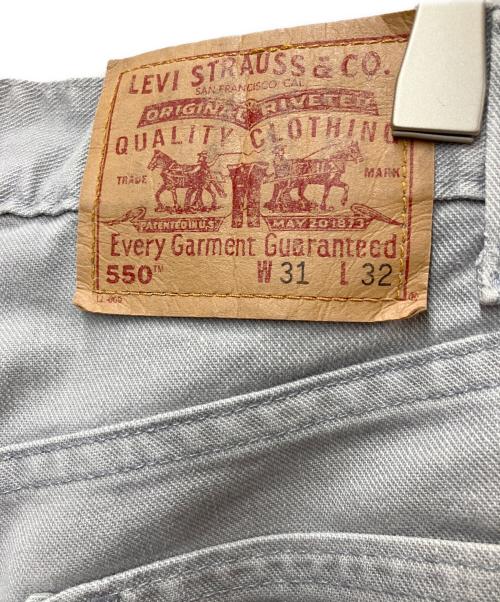 LEVI STRAUSS & CO.
SAN FRANCISCO, CAL.
ORIGINAL RIVETED
QUALITY CLOTHING
TRADE MARK
PATENTED IN U.S. MAY 20 1873
Every Garment Guaranteed
550™ W 31 L 32